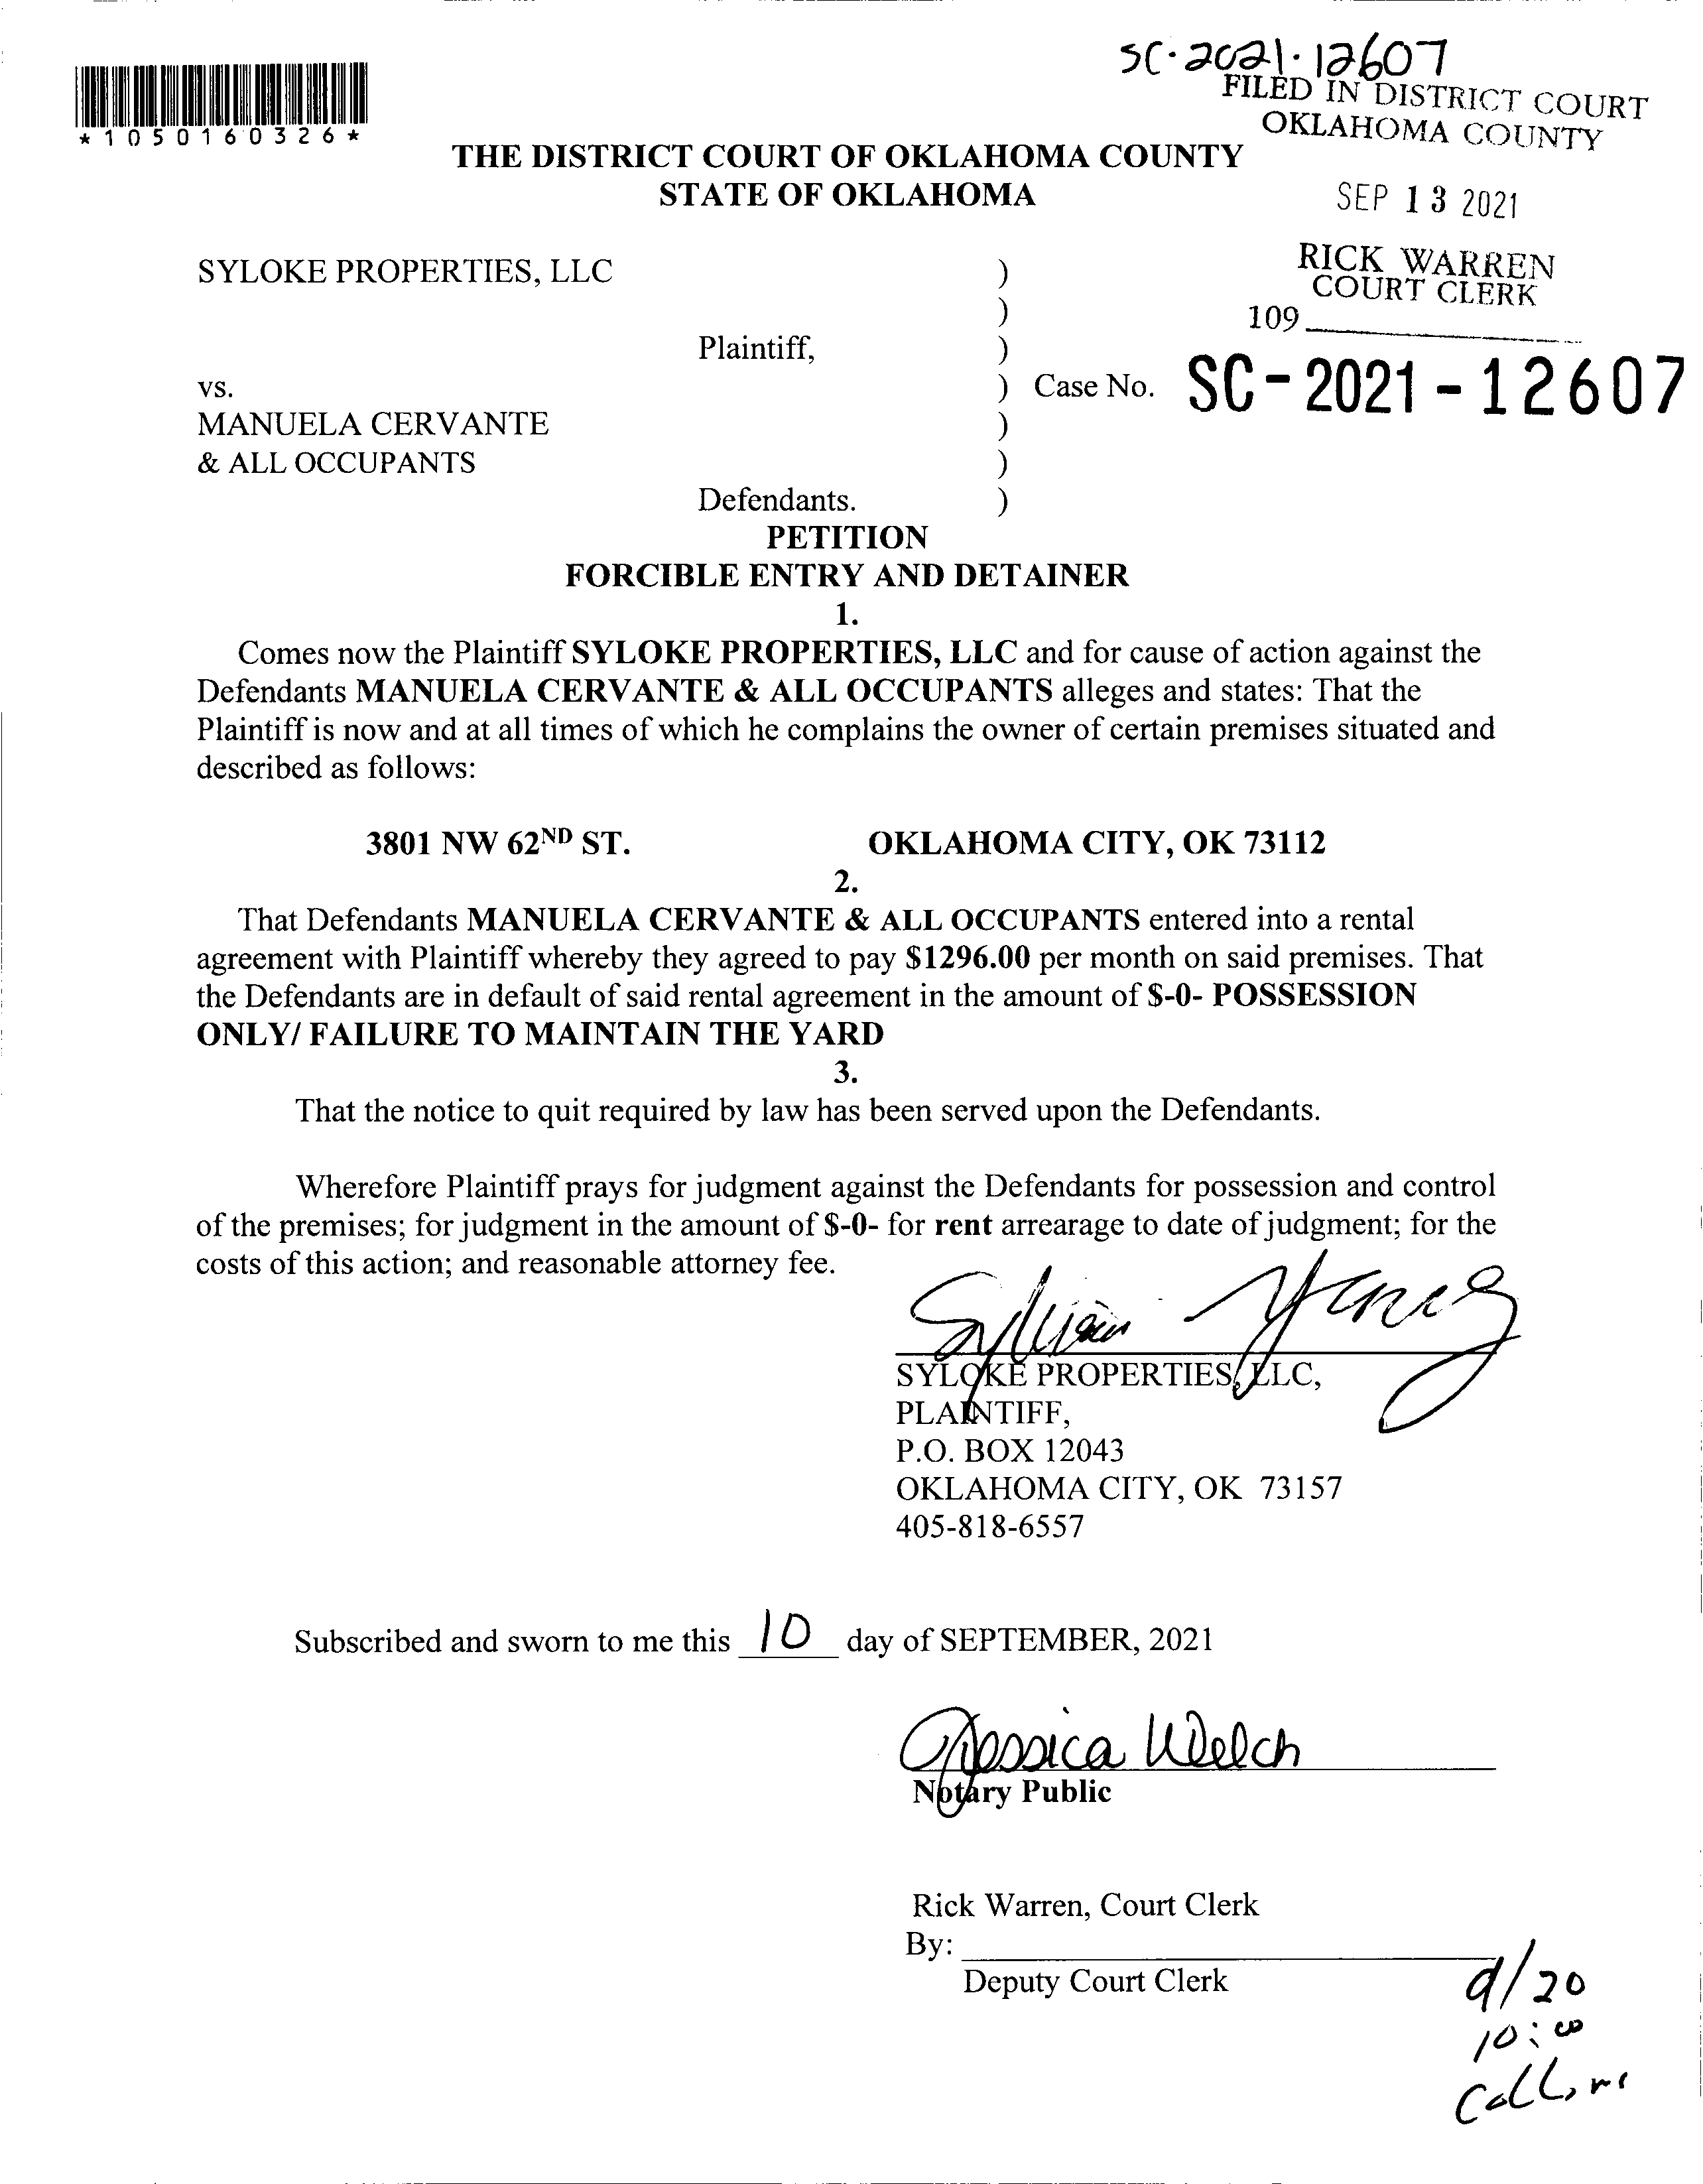 SC-2021-12607
FILED IN DISTRICT COURT
OKLAHOMA COUNTY
*1050160326*
THE DISTRICT COURT OF OKLAHOMA COUNTY
STATE OF OKLAHOMA
SEP 13 2021
RICK WARREN
COURT CLERK
109
SYLOKE PROPERTIES, LLC )
)
Plaintiff, )
vs. ) Case No. SC-2021-12607
MANUELA CERVANTE )
& ALL OCCUPANTS )
Defendants. )
PETITION
FORCIBLE ENTRY AND DETAINER
1.
Comes now the Plaintiff SYLOKE PROPERTIES, LLC and for cause of action against the
Defendants MANUELA CERVANTE & ALL OCCUPANTS alleges and states: That the
Plaintiff is now and at all times of which he complains the owner of certain premises situated and
described as follows:
3801 NW 62ND ST. OKLAHOMA CITY, OK 73112
2.
That Defendants MANUELA CERVANTE & ALL OCCUPANTS entered into a rental
agreement with Plaintiff whereby they agreed to pay $1296.00 per month on said premises. That
the Defendants are in default of said rental agreement in the amount of $-0- POSSESSION
ONLY/ FAILURE TO MAINTAIN THE YARD
3.
That the notice to quit required by law has been served upon the Defendants.
Wherefore Plaintiff prays for judgment against the Defendants for possession and control
of the premises; for judgment in the amount of $-0- for rent arrearage to date of judgment; for the
costs of this action; and reasonable attorney fee.
SYLOKE PROPERTIES, LLC,
PLAINTIFF,
P.O. BOX 12043
OKLAHOMA CITY, OK 73157
405-818-6557
Subscribed and sworn to me this 10 day of SEPTEMBER, 2021
Jessica Welch
Notary Public
Rick Warren, Court Clerk
By:
Deputy Court Clerk
9/20
10:00